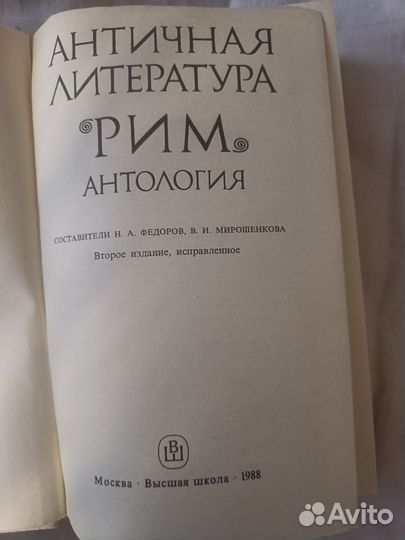 АНТИЧНАЯ
ЛИТЕРАТУРА
РИМ
АНТОЛОГИЯ
СОСТАВИТЕЛИ Н. А. ФЕДОРОВ, В. И. МИРОШЕНКОВА
Второе издание, исправленное
ВШ
Москва · Высшая школа · 1988
Avito